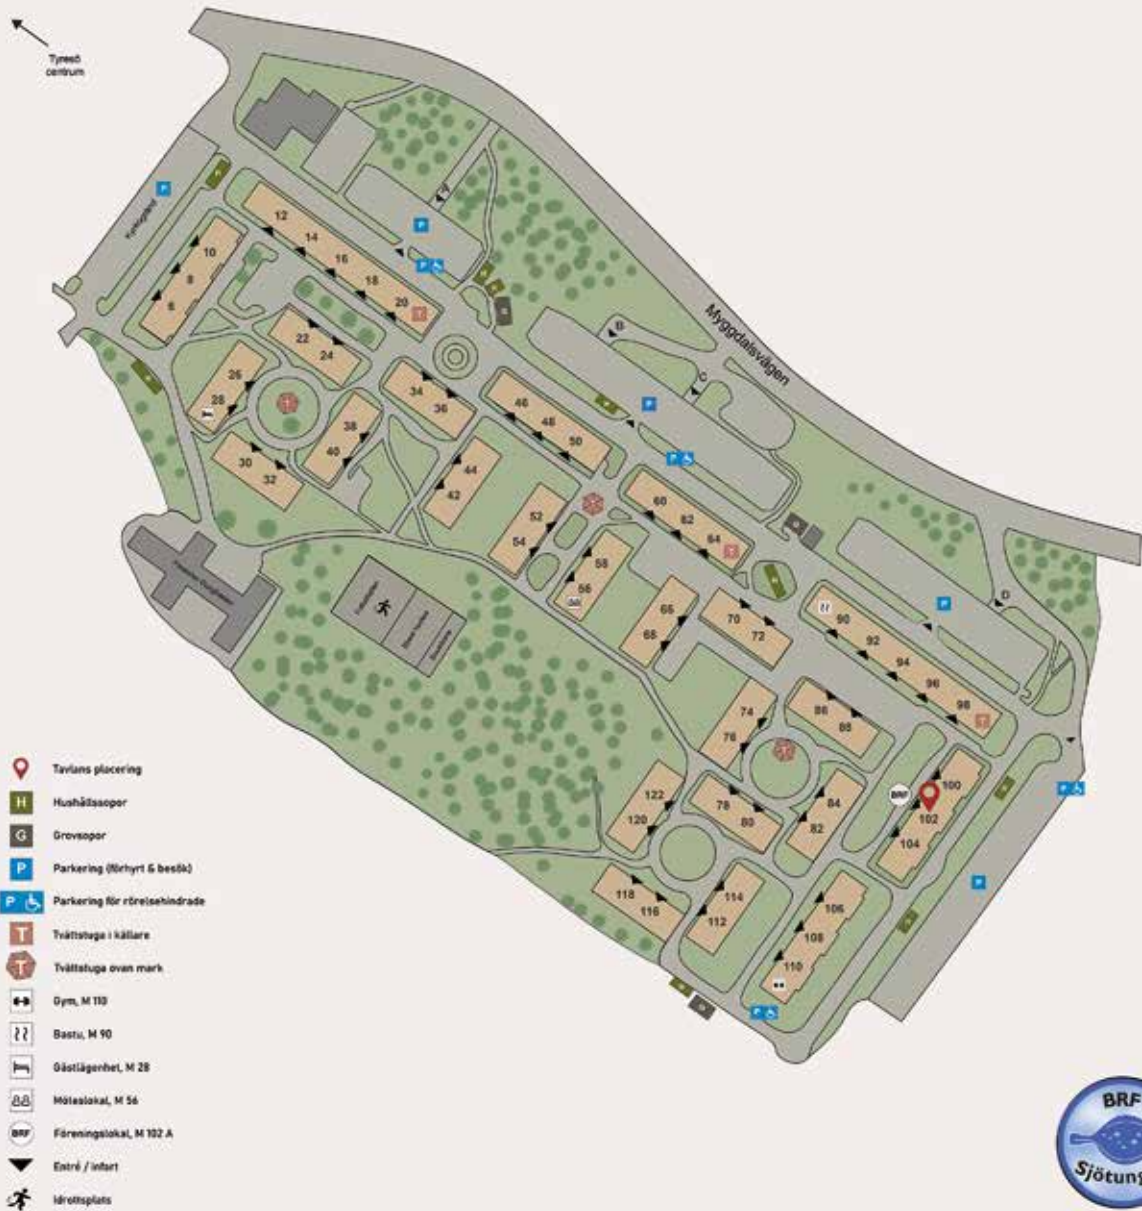 Tyresö
centrum
P
H
12
14
16
18
20
T
10
8
6
P
P
H
H
G
22
24
26
28
T
30
32
34
36
38
40
42
44
46
48
50
52
54
B
C
Myggdalsvägen
P
H
P
60
62
64
T
T
58
56
66
68
70
72
G
H
90
92
94
96
98
T
P
D
74
76
T
86
88
84
82
78
80
122
120
118
116
114
112
BRF
100
102
104
106
108
110
H
H
H
G
P
P
P
Tavlans placering
H Hushållssopor
G Grovsopor
P Parkering (förhyrt & besök)
P Parkering för rörelsehindrade
T Tvättstuga i källare
T Tvättstuga ovan mark
Gym, M 110
Bastu, M 90
Gästlägenhet, M 28
Möteslokal, M 56
BRF Föreningslokal, M 102 A
Entré / infart
Idrottsplats
BRF
Sjötung